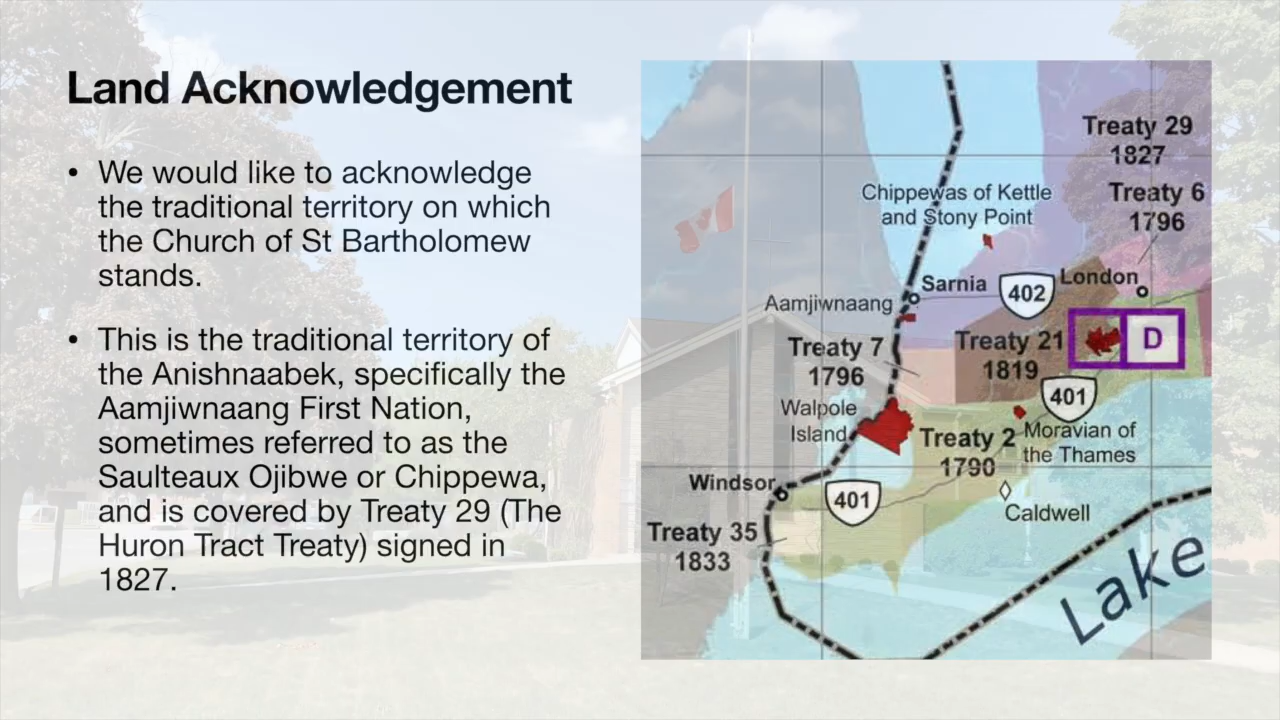 Land Acknowledgement
• We would like to acknowledge
the traditional territory on which
the Church of St Bartholomew
stands.
• This is the traditional territory of
the Anishnaabek, specifically the
Aamjiwnaang First Nation,
sometimes referred to as the
Saulteaux Ojibwe or Chippewa,
and is covered by Treaty 29 (The
Huron Tract Treaty) signed in
1827.
Treaty 29
1827
Chippewas of Kettle
and Stony Point
Treaty 6
1796
Sarnia
402
London
Aamjiwnaang
Treaty 7
1796
Treaty 21
1819
D
401
Walpole
Island
Treaty 2
1790
Moravian of
the Thames
Windsor
401
Caldwell
Treaty 35
1833
Lake